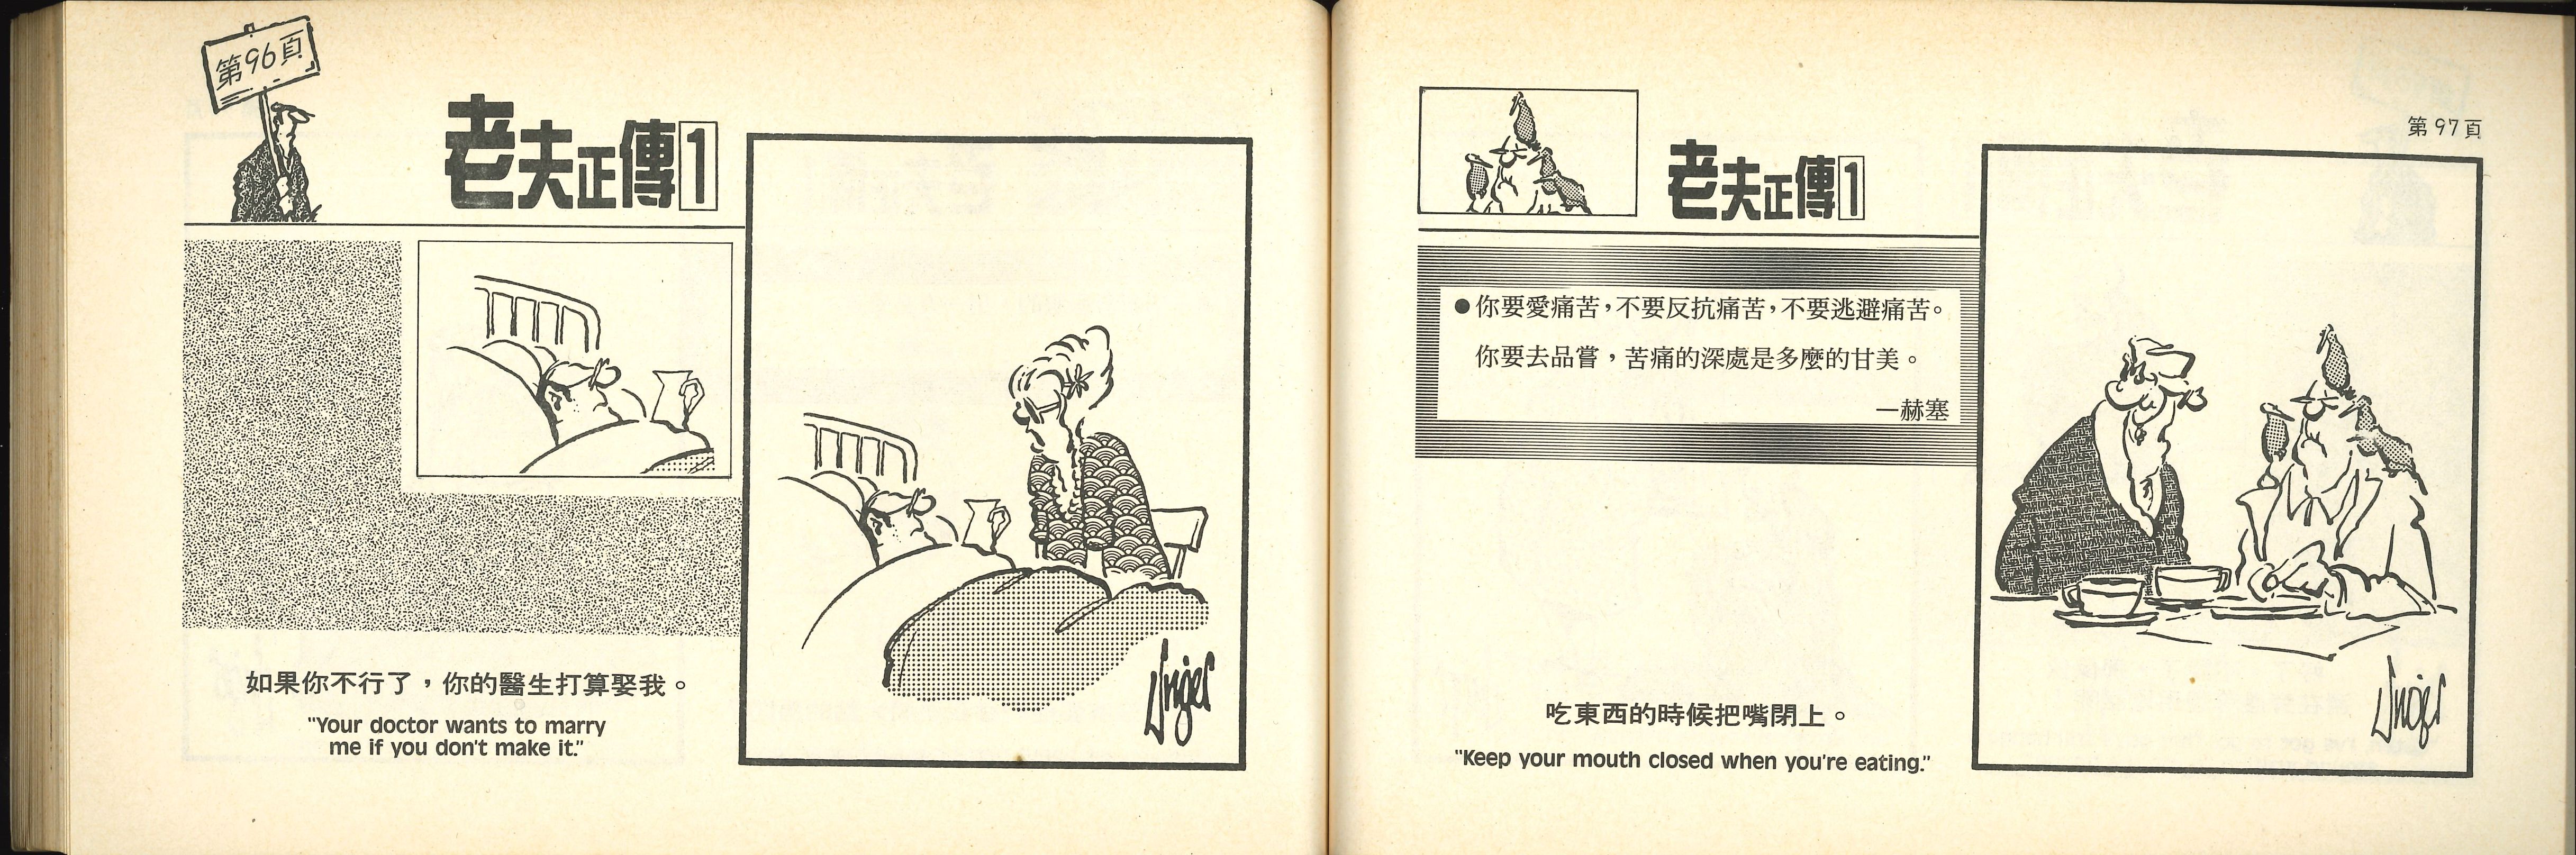 第96頁
老夫正傳1
如果你不行了，你的醫生打算娶我。
"Your doctor wants to marry
me if you don't make it."
Unger
第97頁
老夫正傳1
●你要愛痛苦，不要反抗痛苦，不要逃避痛苦。
你要去品嘗，苦痛的深處是多麼的甘美。
—赫塞
吃東西的時候把嘴閉上。
"Keep your mouth closed when you're eating."
Unger